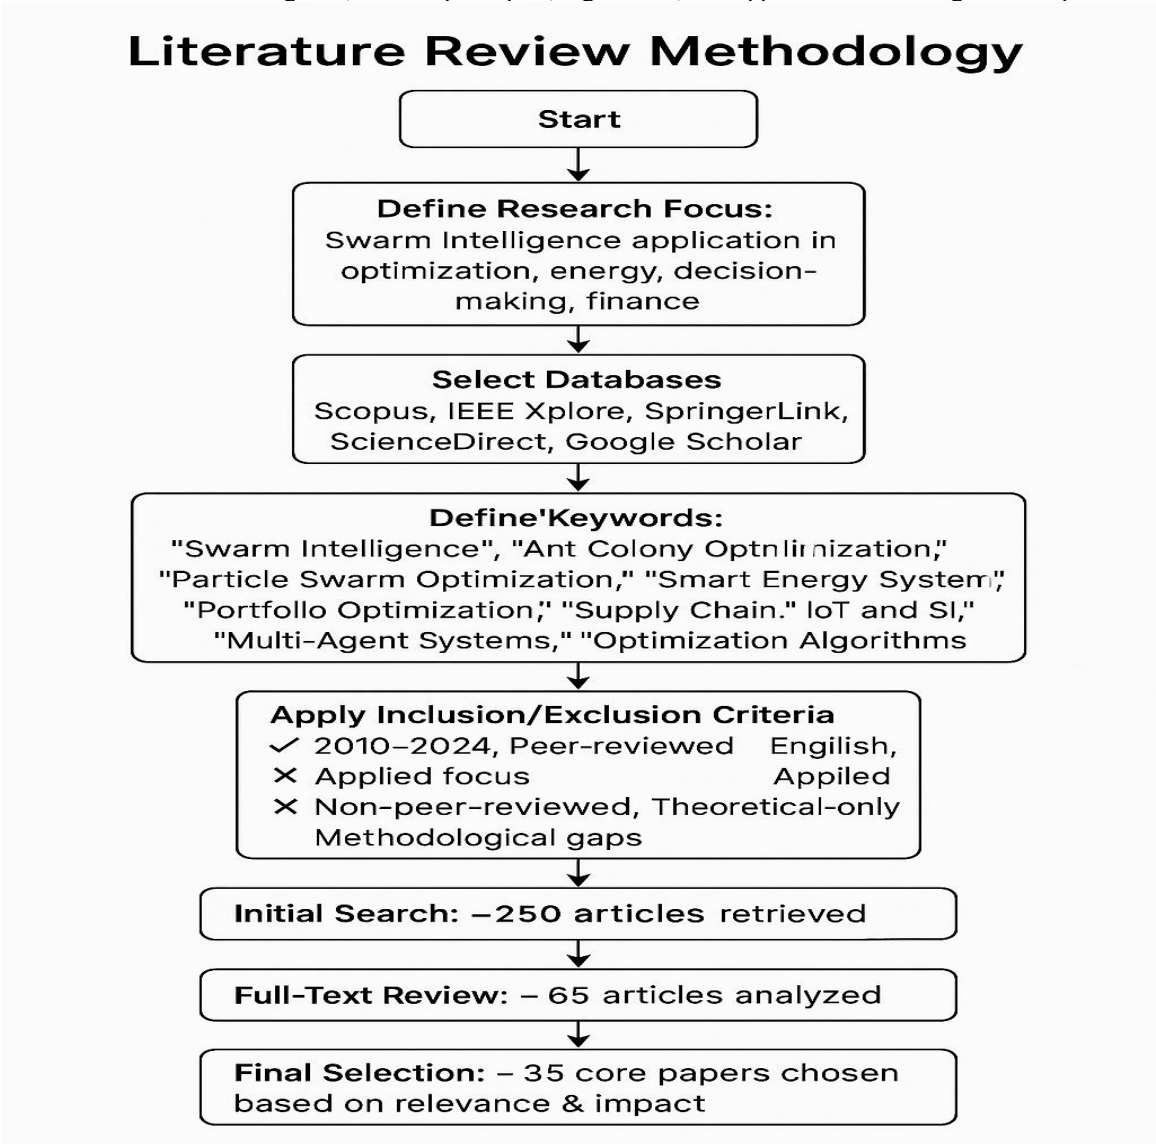 Literature Review Methodology
Start
Define Research Focus:
Swarm Intelligence application in
optimization, energy, decision-
making, finance
Select Databases
Scopus, IEEE Xplore, SpringerLink,
ScienceDirect, Google Scholar
Define'Keywords:
"Swarm Intelligence", "Ant Colony
"Particle Swarm Optimization," "Smart Energy System",
"Portfollo Optimization," "Supply Chain." IoT and SI,"
"Multi-Agent Systems," "Optimization Algorithms
Apply Inclusion/Exclusion Criteria
✓ 2010–2024, Peer-reviewed Engilish,
✕ Applied focus Appiled
✕ Non-peer-reviewed, Theoretical-only
Methodological gaps
Initial Search: –250 articles retrieved
Full-Text Review: – 65 articles analyzed
Final Selection: – 35 core papers chosen
based on relevance & impact